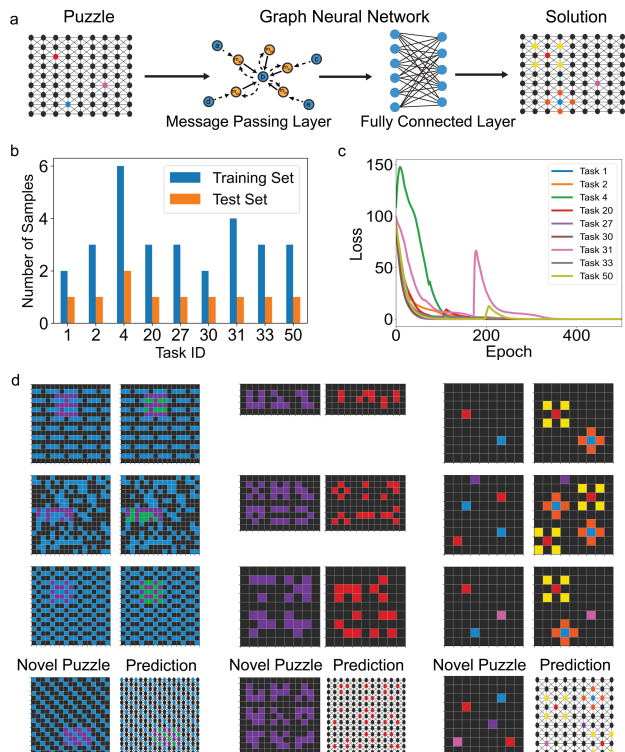 a
Puzzle
Graph Neural Network
Solution
a
c
b
d
e
Message Passing Layer
Fully Connected Layer
b
6
4
2
0
Number of Samples
Training Set
Test Set
1 2 4 20 27 30 31 33 50
Task ID
c
150
100
50
0
Loss
Task 1
Task 2
Task 4
Task 20
Task 27
Task 30
Task 31
Task 33
Task 50
0 200 400
Epoch
d
Novel Puzzle Prediction Novel Puzzle Prediction Novel Puzzle Prediction